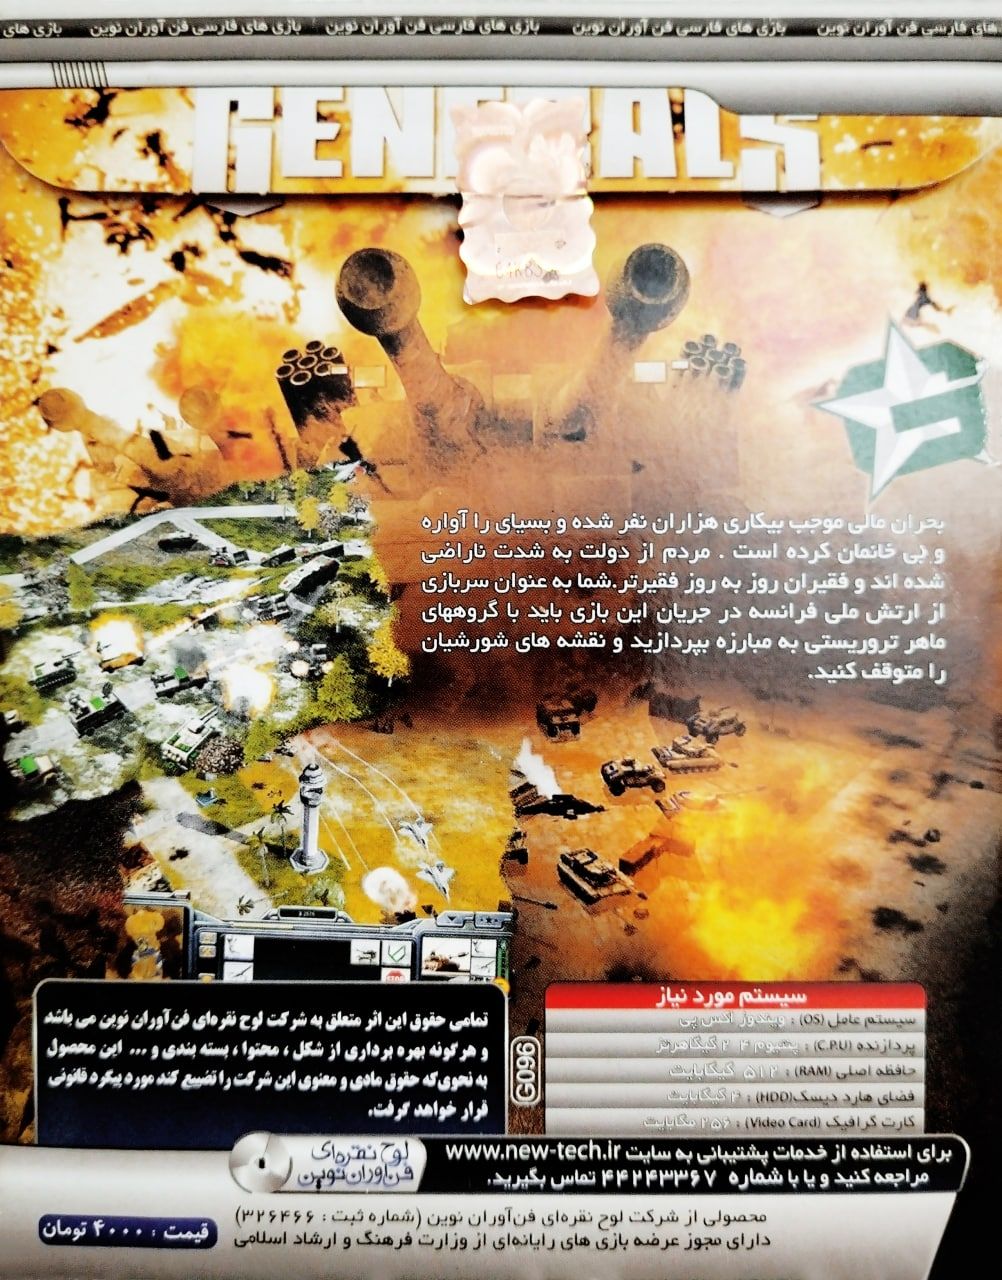 بازی های فارسی فن آوران نوین بازی های فارسی فن آوران نوین بازی های فارسی فن آوران نوین
GENERALS
بحران مالی موجب بیکاری هزاران نفر شده و بسیای را آواره
و بی خانمان کرده است . مردم از دولت به شدت ناراضی
شده اند و فقیران روز به روز فقیرتر.شما به عنوان سربازی
از ارتش ملی فرانسه در جریان این بازی باید با گروههای
ماهر تروریستی به مبارزه بپردازید و نقشه های شورشیان
را متوقف کنید.
سیستم مورد نیاز
سیستم عامل (OS) : ویندوز اکس پی
پردازنده (C.P.U) : پنتیوم ۴ ۲ گیگاهرتز
حافظه اصلی (RAM) : ۵۱۲ گیگابایت
فضای هارد دیسک(HDD) : گیگابایت
کارت گرافیک (Video Card) : ۲۵۶ مگابایت
G096
تمامی حقوق این اثر متعلق به شرکت لوح نقره‌ای فن‌آوران نوین می باشد
و هرگونه بهره برداری از شکل ، محتوا ، بسته بندی و ... این محصول
به نحوی‌که حقوق مادی و معنوی این شرکت را تضییع کند مورد پیگرد قانونی
قرار خواهد گرفت.
برای استفاده از خدمات پشتیبانی به سایت www.new-tech.ir
مراجعه کنید و یا با شماره ۴۴۲۴۳۳۶۷ تماس بگیرید.
لوح نقره‌ای
فن‌آوران نوین
محصولی از شرکت لوح نقره‌ای فن‌آوران نوین (شماره ثبت : ۳۲۶۴۶۶)
دارای مجوز عرضه بازی های رایانه‌ای از وزارت فرهنگ و ارشاد اسلامی
قیمت : ۴۰۰۰ تومان